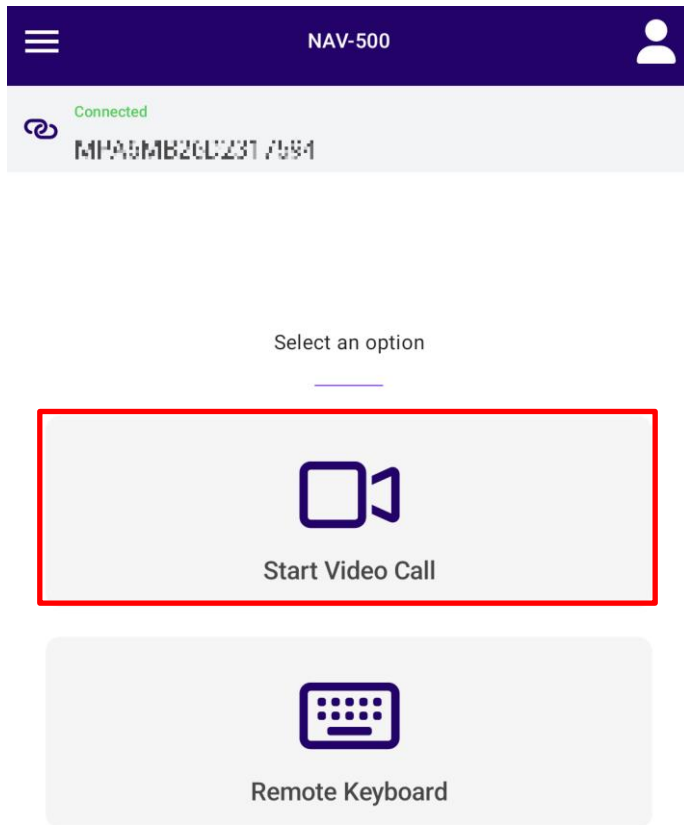 NAV-500
Connected
Select an option
Start Video Call
Remote Keyboard